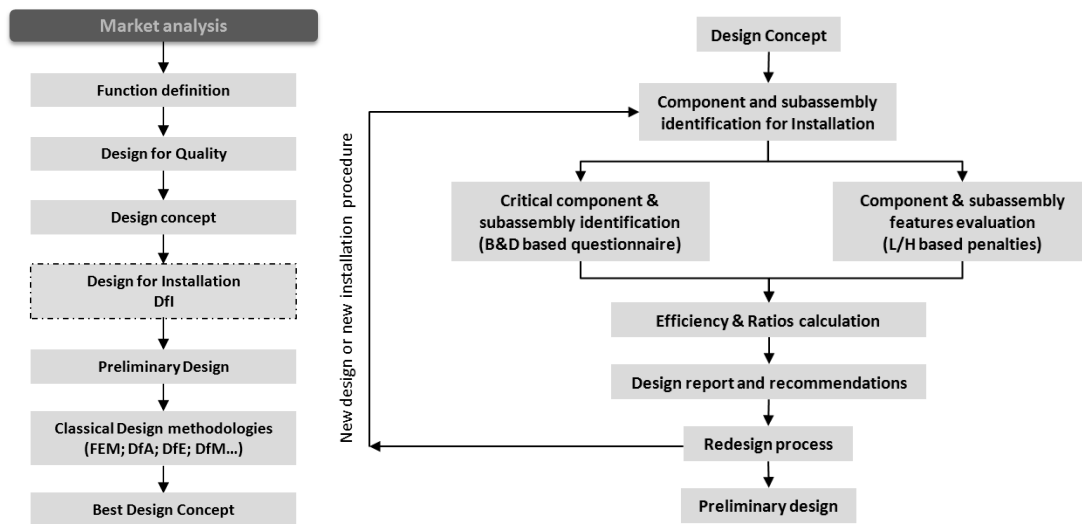 Market analysis
Function definition
Design for Quality
Design concept
Design for Installation
DfI
Preliminary Design
Classical Design methodologies
(FEM; DfA; DfE; DfM...)
Best Design Concept
New design or new installation procedure
Design Concept
Component and subassembly
identification for Installation
Critical component &
subassembly identification
(B&D based questionnaire)
Component & subassembly
features evaluation
(L/H based penalties)
Efficiency & Ratios calculation
Design report and recommendations
Redesign process
Preliminary design